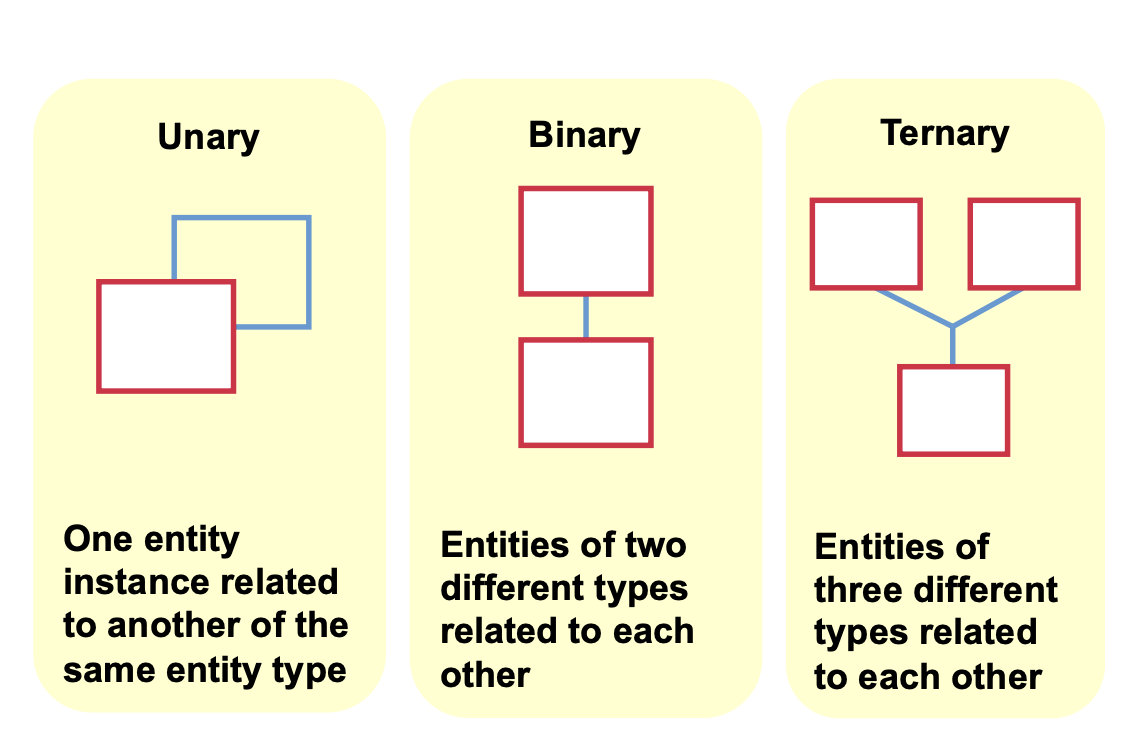 Unary
One entity
instance related
to another of the
same entity type
Binary
Entities of two
different types
related to each
other
Ternary
Entities of
three different
types related
to each other